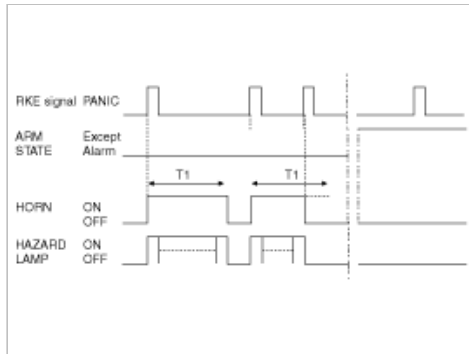 RKE signal PANIC
ARM Except
STATE Alarm
T1 T1
HORN ON
OFF
HAZARD ON
LAMP OFF